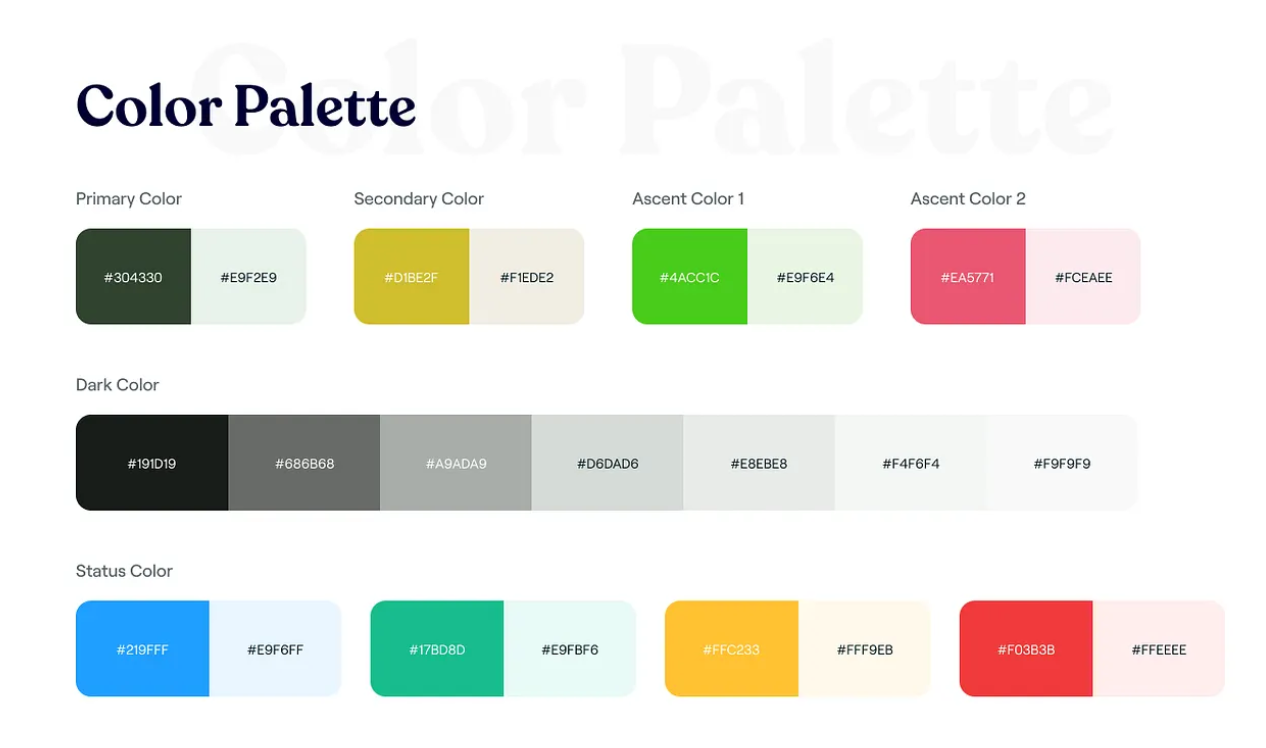 Color Palette
Color Palette
Primary Color Secondary Color Ascent Color 1 Ascent Color 2
#304330 #E9F2E9 #D1BE2F #F1EDE2 #4ACC1C #E9F6E4 #EA5771 #FCEAEE
Dark Color
#191D19 #686B68 #A9ADA9 #D6DAD6 #E8EBE8 #F4F6F4 #F9F9F9
Status Color
#219FFF #E9F6FF #17BD8D #E9FBF6 #FFC233 #FFF9EB #F03B3B #FFEEEE